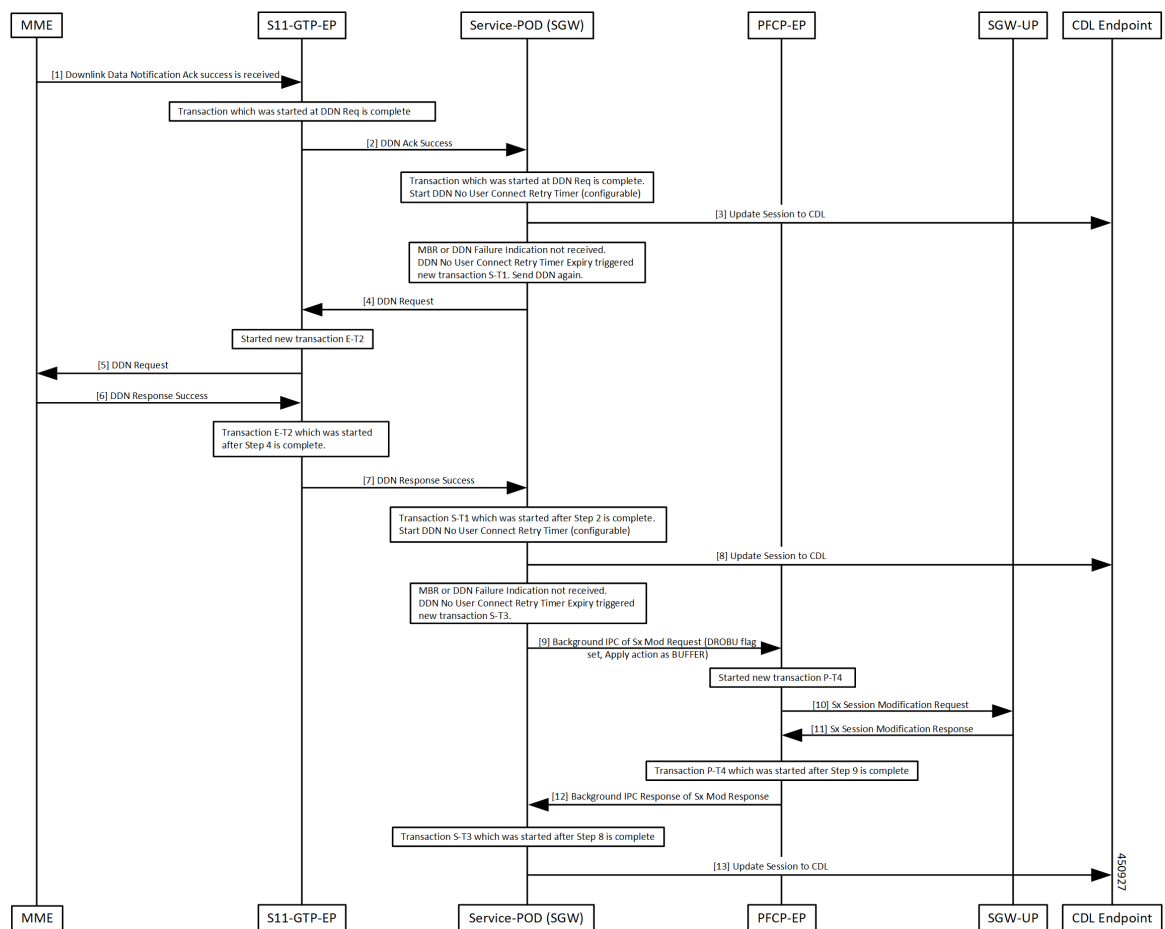 MME
S11-GTP-EP
Service-POD (SGW)
PFCP-EP
SGW-UP
CDL Endpoint
[1] Downlink Data Notification Ack success is received
Transaction which was started at DDN Req is complete
[2] DDN Ack Success
Transaction which was started at DDN Req is complete.
Start DDN No User Connect Retry Timer (configurable)
[3] Update Session to CDL
MBR or DDN Failure Indication not received.
DDN No User Connect Retry Timer Expiry triggered
new transaction S-T1. Send DDN again.
[4] DDN Request
Started new transaction E-T2
[5] DDN Request
[6] DDN Response Success
Transaction E-T2 which was started
after Step 4 is complete.
[7] DDN Response Success
Transaction S-T1 which was started after Step 2 is complete.
Start DDN No User Connect Retry Timer (configurable)
[8] Update Session to CDL
MBR or DDN Failure Indication not received.
DDN No User Connect Retry Timer Expiry triggered
new transaction S-T3.
[9] Background IPC of Sx Mod Request (DROBU flag
set, Apply action as BUFFER)
Started new transaction P-T4
[10] Sx Session Modification Request
[11] Sx Session Modification Response
Transaction P-T4 which was started after Step 9 is complete
[12] Background IPC Response of Sx Mod Response
Transaction S-T3 which was started after Step 8 is complete
[13] Update Session to CDL
450927
MME
S11-GTP-EP
Service-POD (SGW)
PFCP-EP
SGW-UP
CDL Endpoint